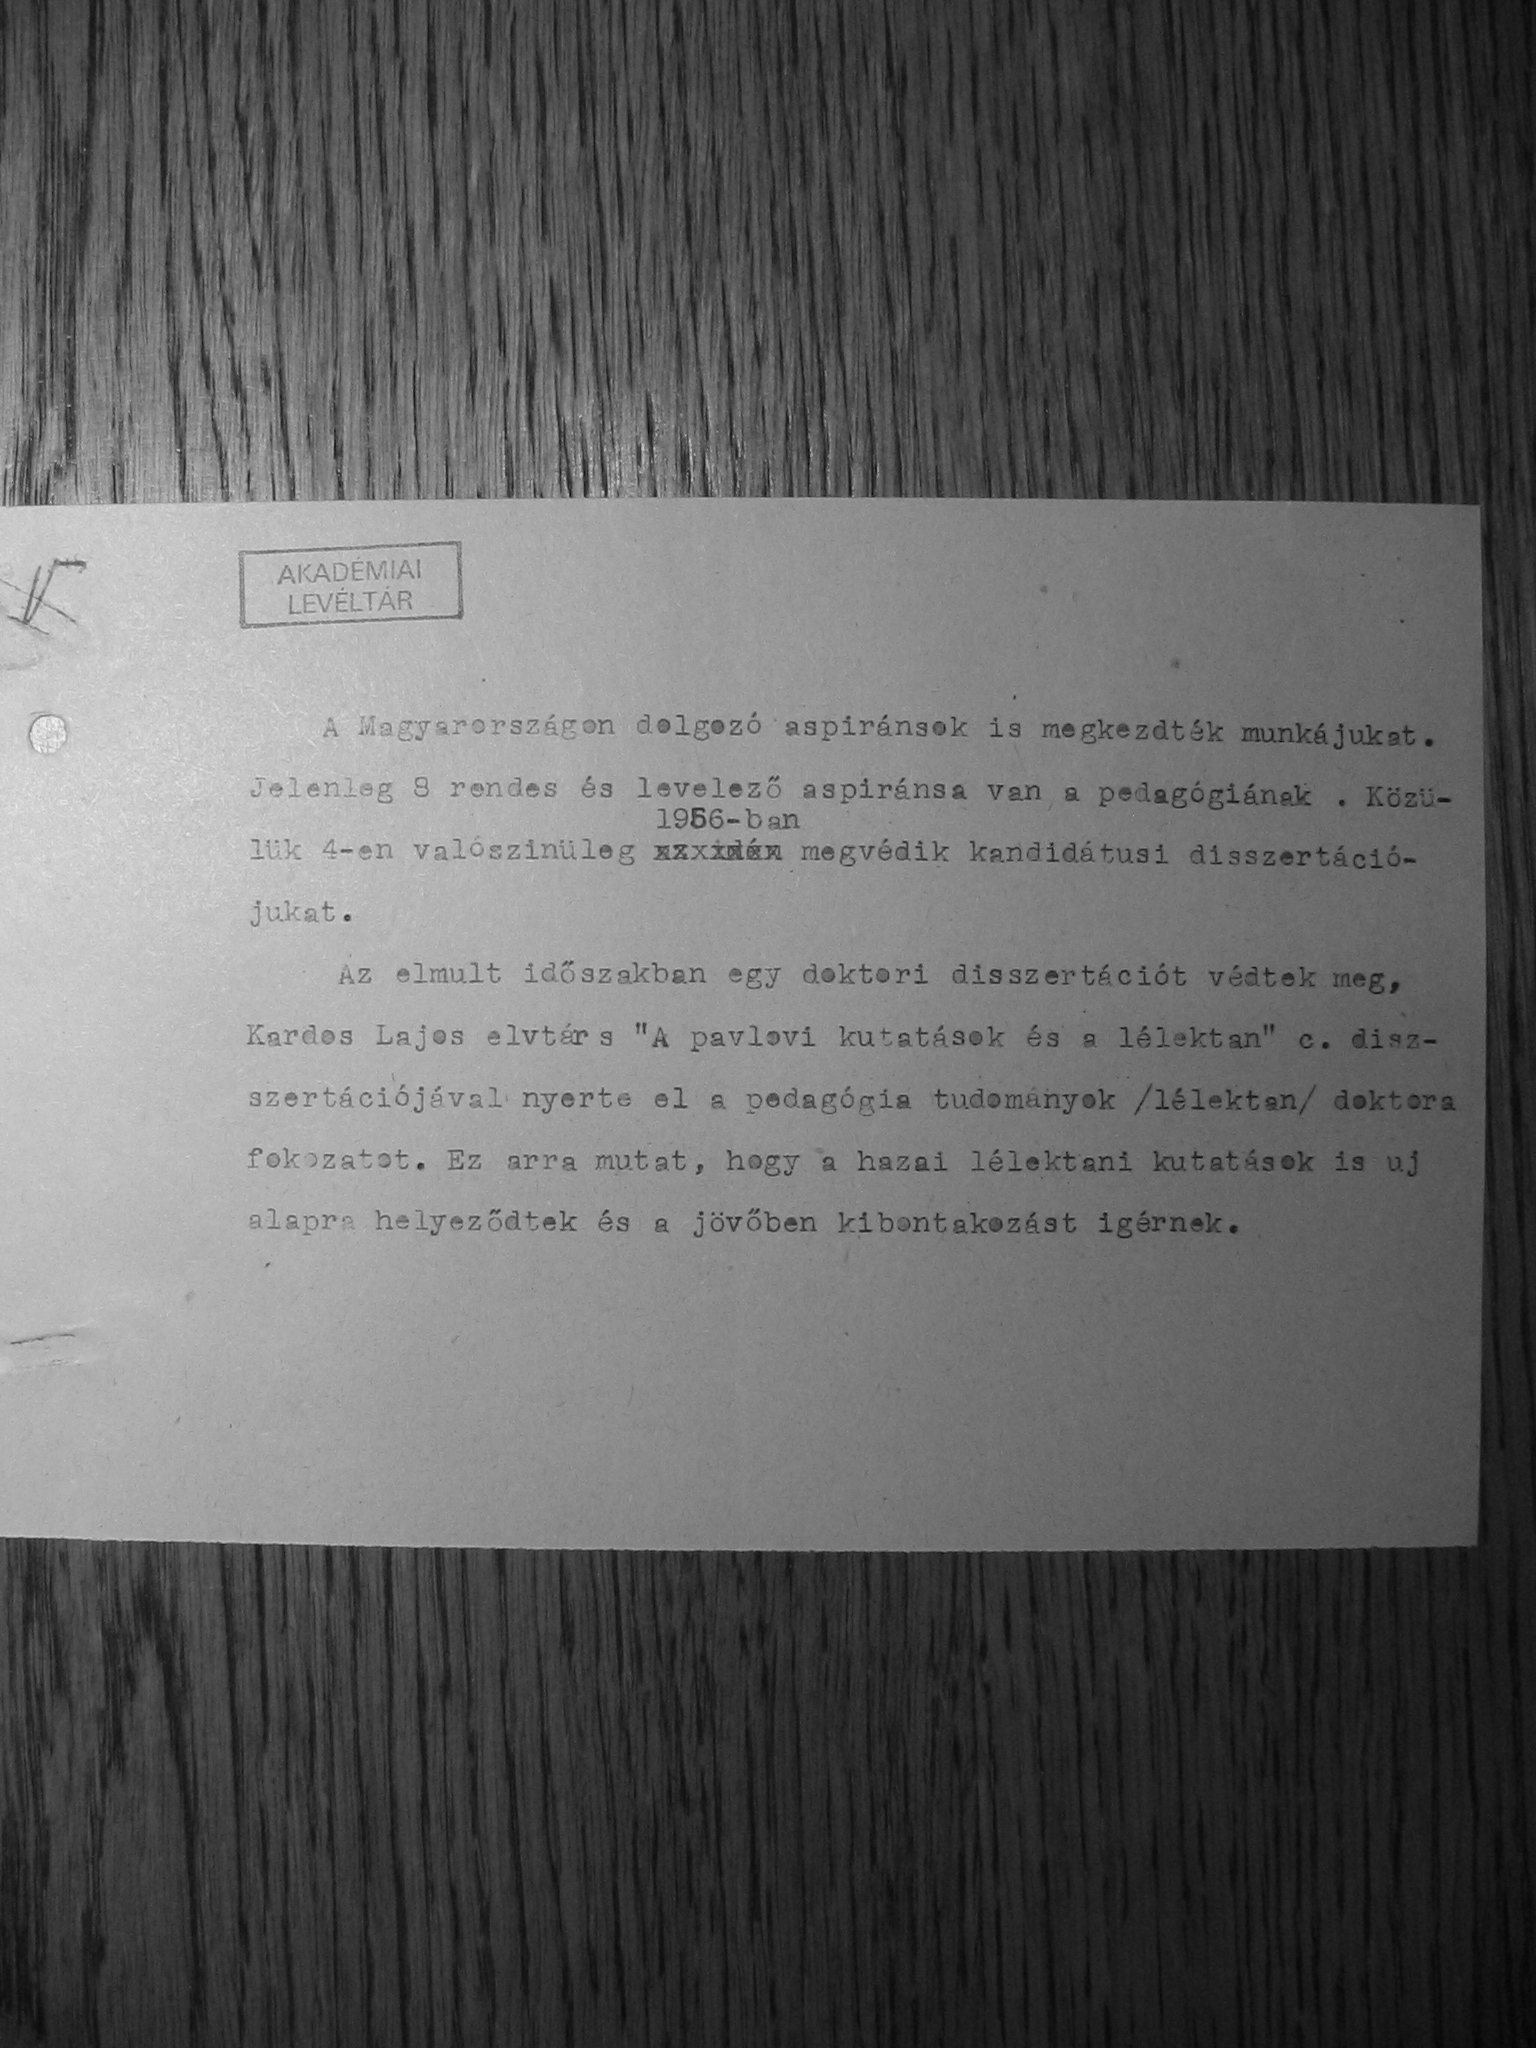 AKADÉMIAI
LEVÉLTÁR
A Magyarországon dolgozó aspiránsok is megkezdték munkájukat.
Jelenleg 8 rendes és levelező aspiránsa van a pedagógiának . Közü-
1956-ban
lük 4-en valószinüleg megvédik kandidátusi disszertáció-
jukat.
Az elmult időszakban egy doktori disszertációt védtek meg,
Kardos Lajos elvtárs "A pavlovi kutatások és a lélektan" c. disz-
szertációjával nyerte el a pedagógia tudományok /lélektan/ doktora
fokozatot. Ez arra mutat, hogy a hazai lélektani kutatások is uj
alapra helyeződtek és a jövőben kibontakozást igérnek.